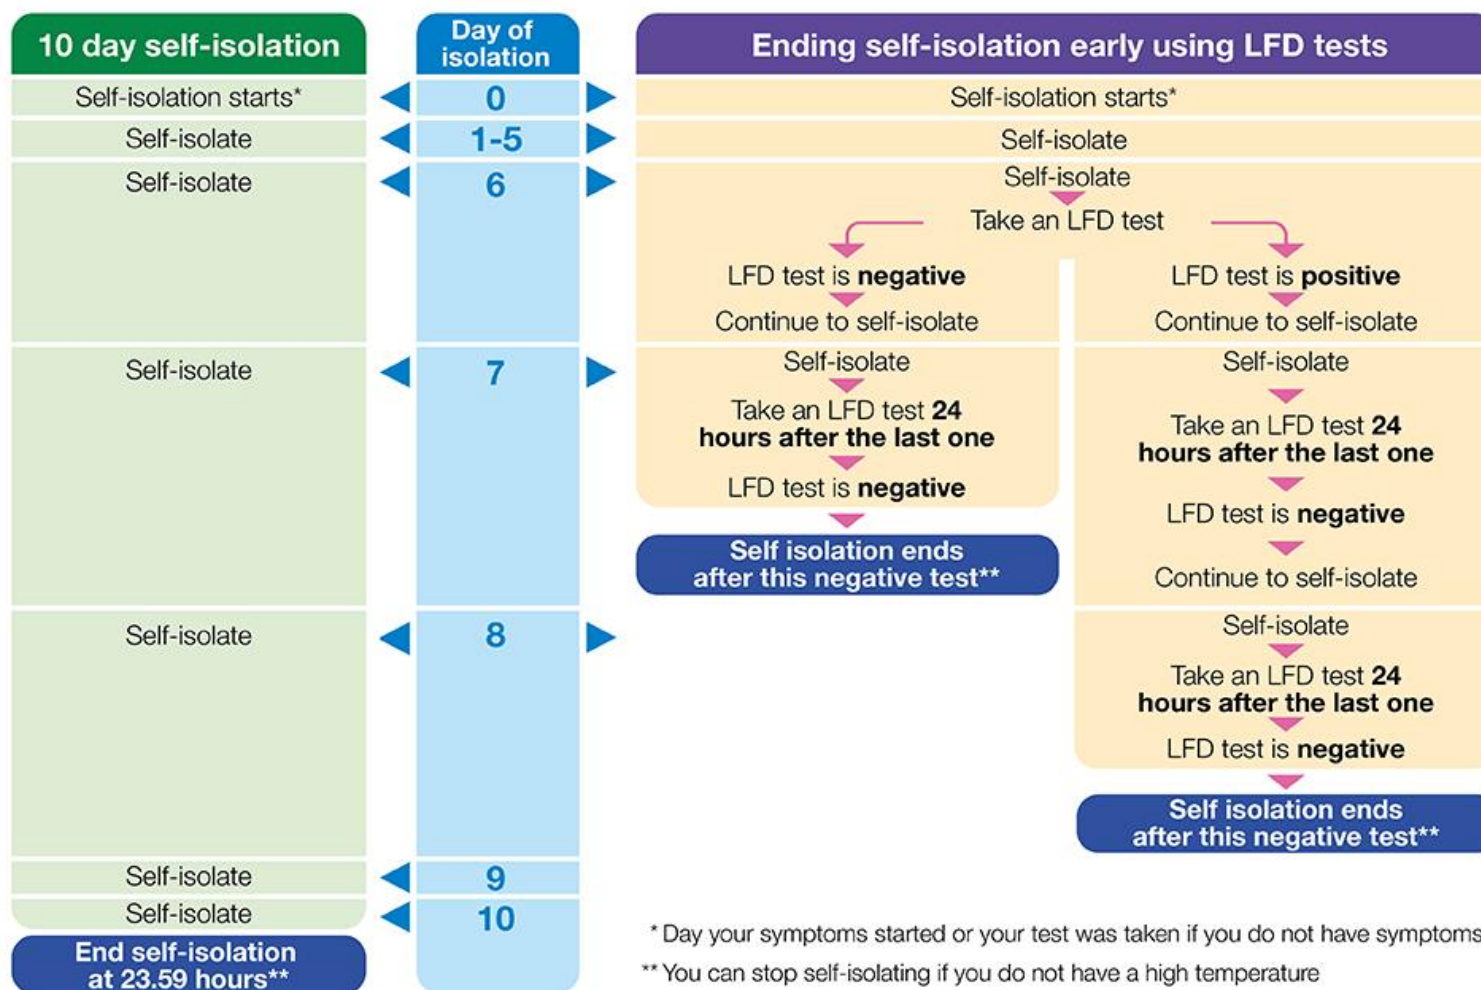 10 day self-isolation
Day of
isolation
Ending self-isolation early using LFD tests
Self-isolation starts*
0
Self-isolation starts*
Self-isolate
1-5
Self-isolate
Self-isolate
6
Self-isolate
Take an LFD test
LFD test is negative
LFD test is positive
Continue to self-isolate
Continue to self-isolate
Self-isolate
7
Self-isolate
Take an LFD test 24
hours after the last one
LFD test is negative
Self isolation ends
after this negative test**
Self-isolate
Take an LFD test 24
hours after the last one
LFD test is negative
Continue to self-isolate
Self-isolate
8
Self-isolate
Take an LFD test 24
hours after the last one
LFD test is negative
Self isolation ends
after this negative test**
Self-isolate
9
Self-isolate
10
End self-isolation
at 23.59 hours**
* Day your symptoms started or your test was taken if you do not have symptoms
** You can stop self-isolating if you do not have a high temperature